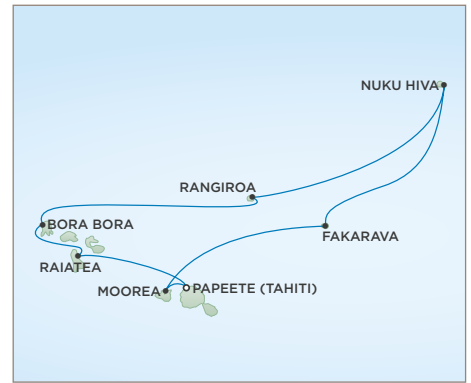 NUKU HIVA
RANGIROA
BORA BORA
FAKARAVA
RAIATEA
MOOREA
PAPEETE (TAHITI)